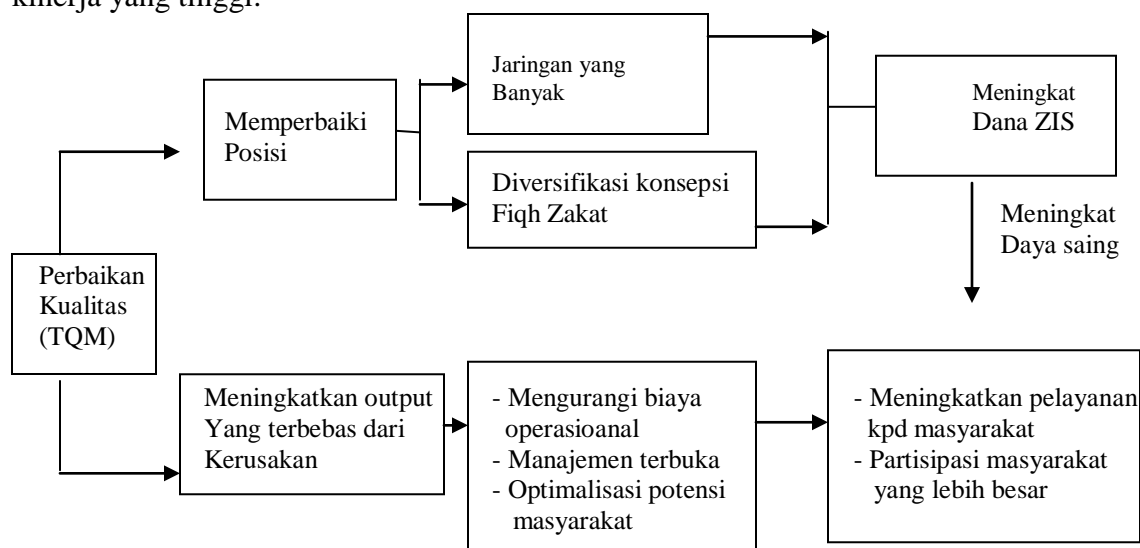 kinerja yang tinggi.
Jaringan yang
Banyak
Meningkat
Dana ZIS
Memperbaiki
Posisi
Diversifikasi konsepsi
Fiqh Zakat
Meningkat
Daya saing
Perbaikan
Kualitas
(TQM)
Meningkatkan output
Yang terbebas dari
Kerusakan
- Mengurangi biaya
operasioanal
- Manajemen terbuka
- Optimalisasi potensi
masyarakat
- Meningkatkan pelayanan
kpd masyarakat
- Partisipasi masyarakat
yang lebih besar